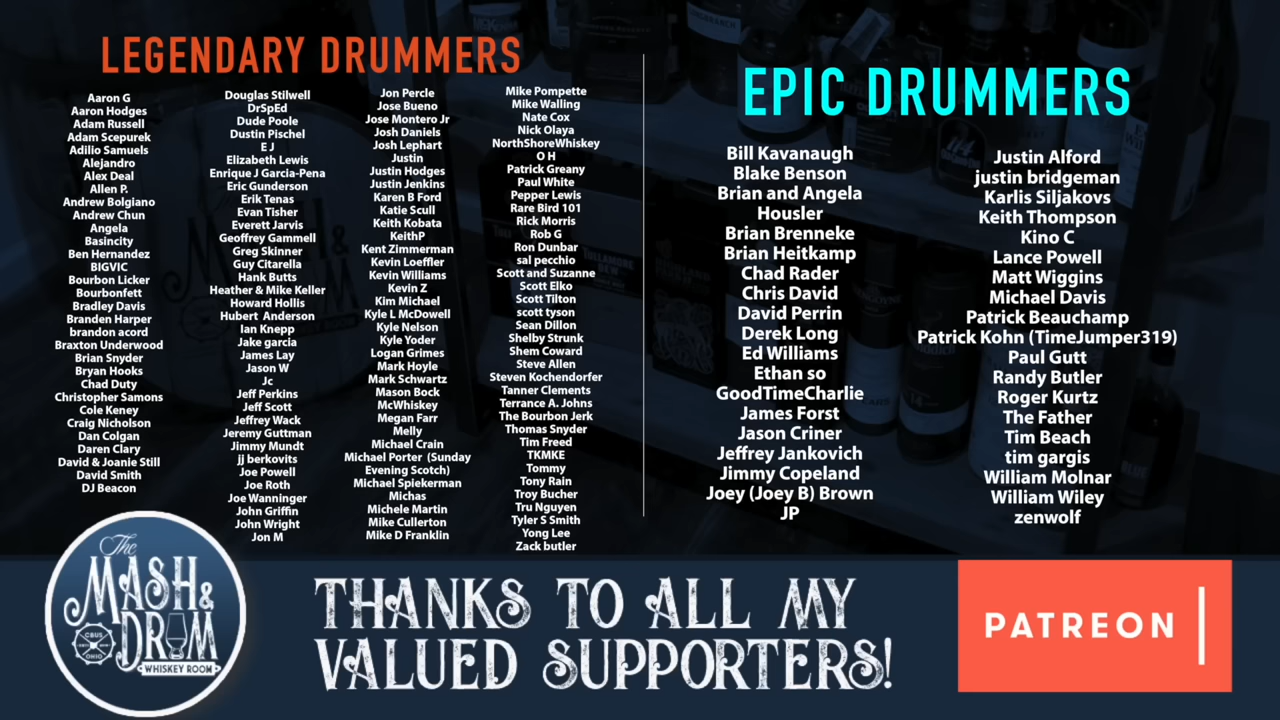 LEGENDARY DRUMMERS
Aaron G
Aaron Hodges
Adam Russell
Adam Scepurek
Adilio Samuels
Alejandro
Alex Deal
Allen P.
Andrew Bolgiano
Andrew Chun
Angela
Basincity
Ben Hernandez
BIGVIC
Bourbon Licker
Bourbonfett
Bradley Davis
Branden Harper
brandon acord
Braxton Underwood
Brian Snyder
Bryan Hooks
Chad Duty
Christopher Samons
Cole Keney
Craig Nicholson
Dan Colgan
Daren Clary
David & Joanie Still
David Smith
DJ Beacon
Douglas Stilwell
DrSpEd
Dude Poole
Dustin Pischel
E J
Elizabeth Lewis
Enrique J Garcia-Pena
Eric Gunderson
Erik Tenas
Evan Tisher
Everett Jarvis
Geoffrey Gammell
Greg Skinner
Guy Citarella
Hank Butts
Heather & Mike Keller
Howard Hollis
Hubert Anderson
Ian Knepp
Jake garcia
James Lay
Jason W
Jc
Jeff Perkins
Jeff Scott
Jeffrey Wack
Jeremy Guttman
Jimmy Mundt
jj berkovits
Joe Powell
Joe Roth
Joe Wanninger
John Griffin
John Wright
Jon M
Jon Percle
Jose Bueno
Jose Montero Jr
Josh Daniels
Josh Lephart
Justin
Justin Hodges
Justin Jenkins
Karen B Ford
Katie Scull
Keith Kobata
KeithP
Kent Zimmerman
Kevin Loeffler
Kevin Williams
Kevin Z
Kim Michael
Kyle L McDowell
Kyle Nelson
Kyle Yoder
Logan Grimes
Mark Hoyle
Mark Schwartz
Mason Bock
McWhiskey
Megan Farr
Melly
Michael Crain
Michael Porter (Sunday
Evening Scotch)
Michael Spiekerman
Michas
Michele Martin
Mike Cullerton
Mike D Franklin
Mike Pompette
Mike Walling
Nate Cox
Nick Olaya
NorthShoreWhiskey
O H
Patrick Greany
Paul White
Pepper Lewis
Rare Bird 101
Rick Morris
Rob G
Ron Dunbar
sal pecchio
Scott and Suzanne
Scott Elko
Scott Tilton
scott tyson
Sean Dillon
Shelby Strunk
Shem Coward
Steve Allen
Steven Kochendorfer
Tanner Clements
Terrance A. Johns
The Bourbon Jerk
Thomas Snyder
Tim Freed
TKMKE
Tommy
Tony Rain
Troy Bucher
Tru Nguyen
Tyler S Smith
Yong Lee
Zack butler
EPIC DRUMMERS
Bill Kavanaugh
Blake Benson
Brian and Angela
Housler
Brian Brenneke
Brian Heitkamp
Chad Rader
Chris David
David Perrin
Derek Long
Ed Williams
Ethan so
GoodTimeCharlie
James Forst
Jason Criner
Jeffrey Jankovich
Jimmy Copeland
Joey (Joey B) Brown
JP
Justin Alford
justin bridgeman
Karlis Siljakovs
Keith Thompson
Kino C
Lance Powell
Matt Wiggins
Michael Davis
Patrick Beauchamp
Patrick Kohn (TimeJumper319)
Paul Gutt
Randy Butler
Roger Kurtz
The Father
Tim Beach
tim gargis
William Molnar
William Wiley
zenwolf
The
MASH &
DRUM
CBUS
OHIO
WHISKEY ROOM
THANKS TO ALL MY
VALUED SUPPORTERS!
PATREON